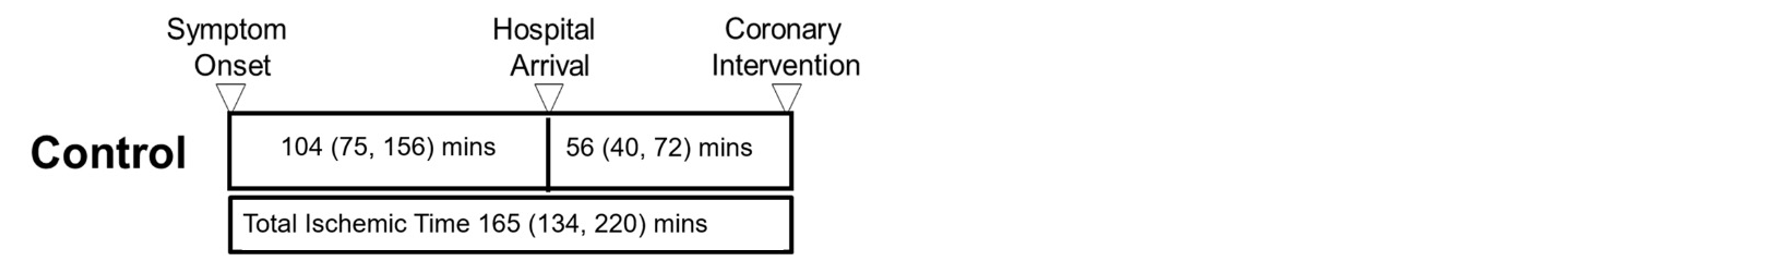 Symptom
Onset
Hospital
Arrival
Coronary
Intervention
Control
104 (75, 156) mins
56 (40, 72) mins
Total Ischemic Time 165 (134, 220) mins